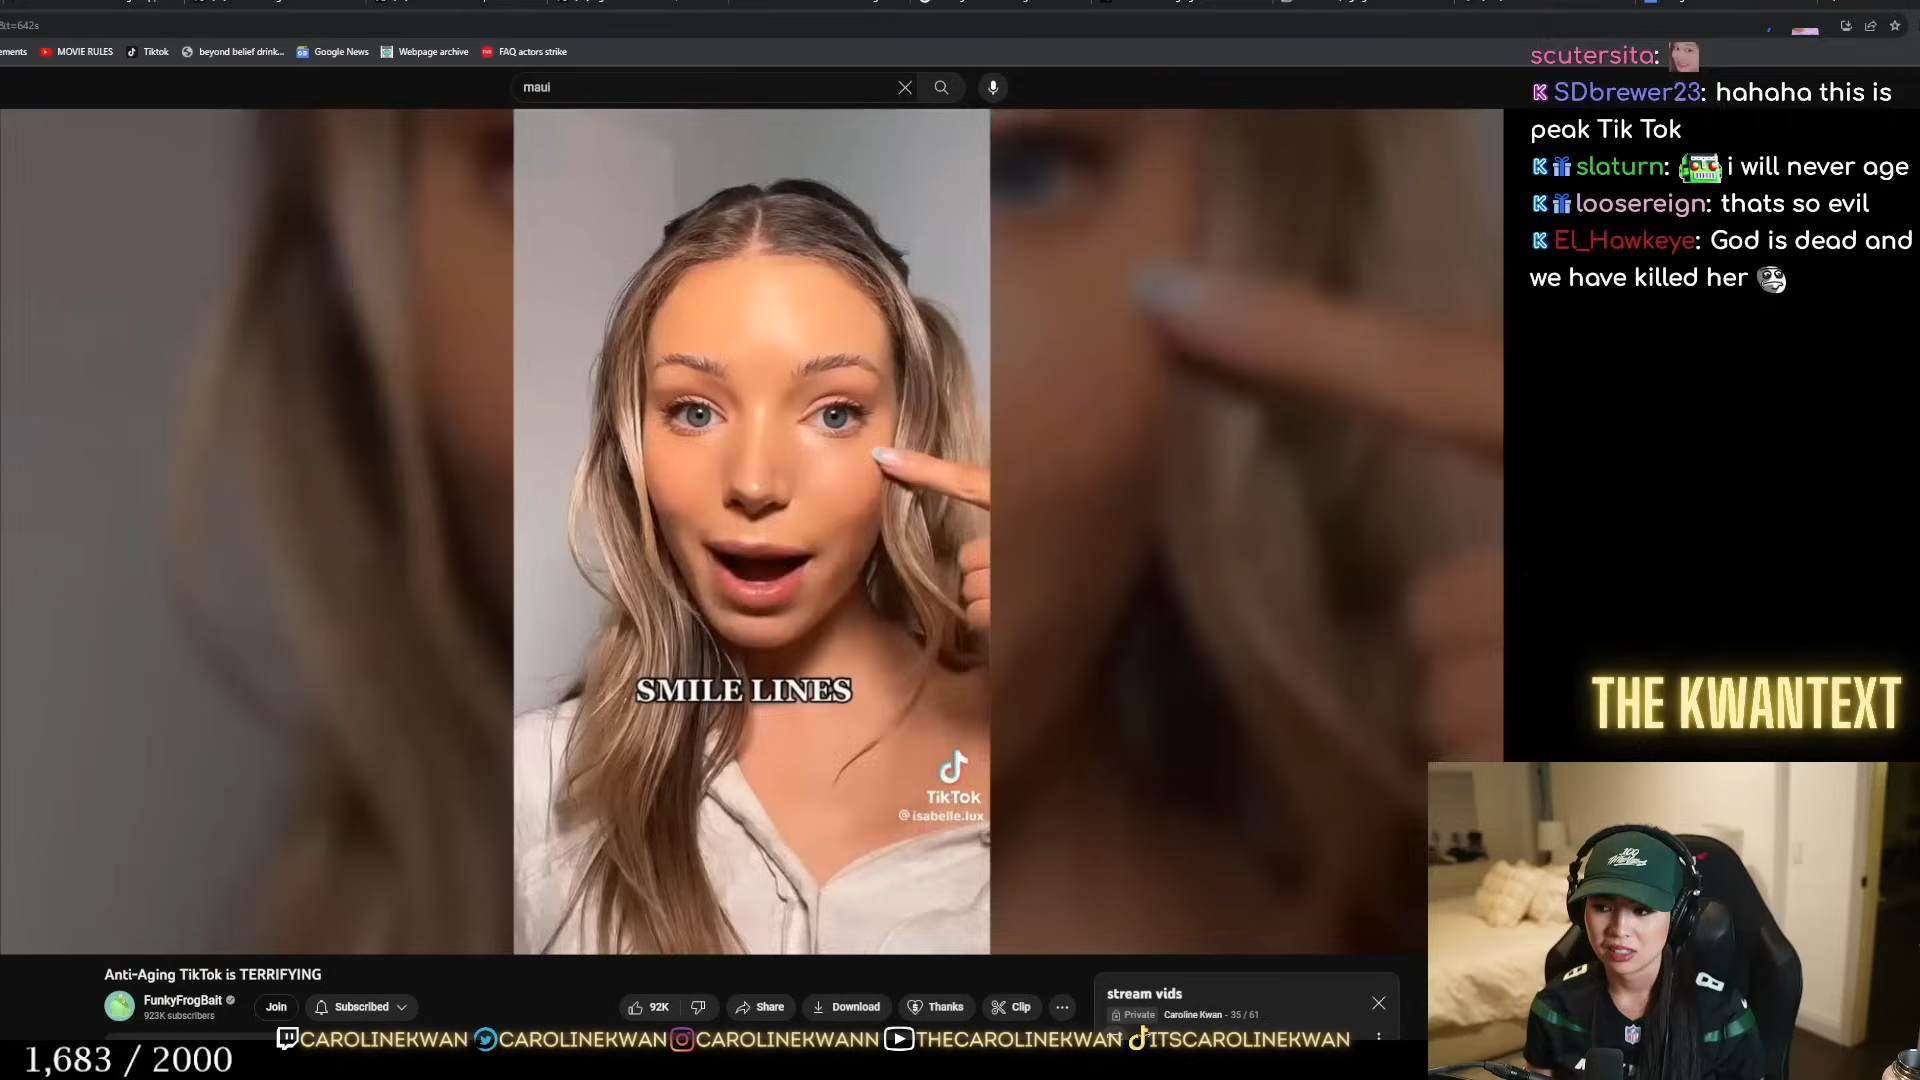 &t=642s
ements
MOVIE RULES
Tiktok
beyond belief drink...
Google News
Webpage archive
FAQ actors strike
maui
scutersita:
SDbrewer23: hahaha this is
peak Tik Tok
slaturn: i will never age
loosereign: thats so evil
El_Hawkeye: God is dead and
we have killed her
SMILE LINES
TikTok
@isabelle.lux
THE KWANTEXT
Anti-Aging TikTok is TERRIFYING
FunkyFrogBait
923K subscribers
Join
Subscribed
92K
Share
Download
Thanks
Clip
stream vids
Private
Caroline Kwan - 35 / 61
CAROLINEKWAN
CAROLINEKWAN
CAROLINEKWANN
THECAROLINEKWAN
ITSCAROLINEKWAN
1,683 / 2000